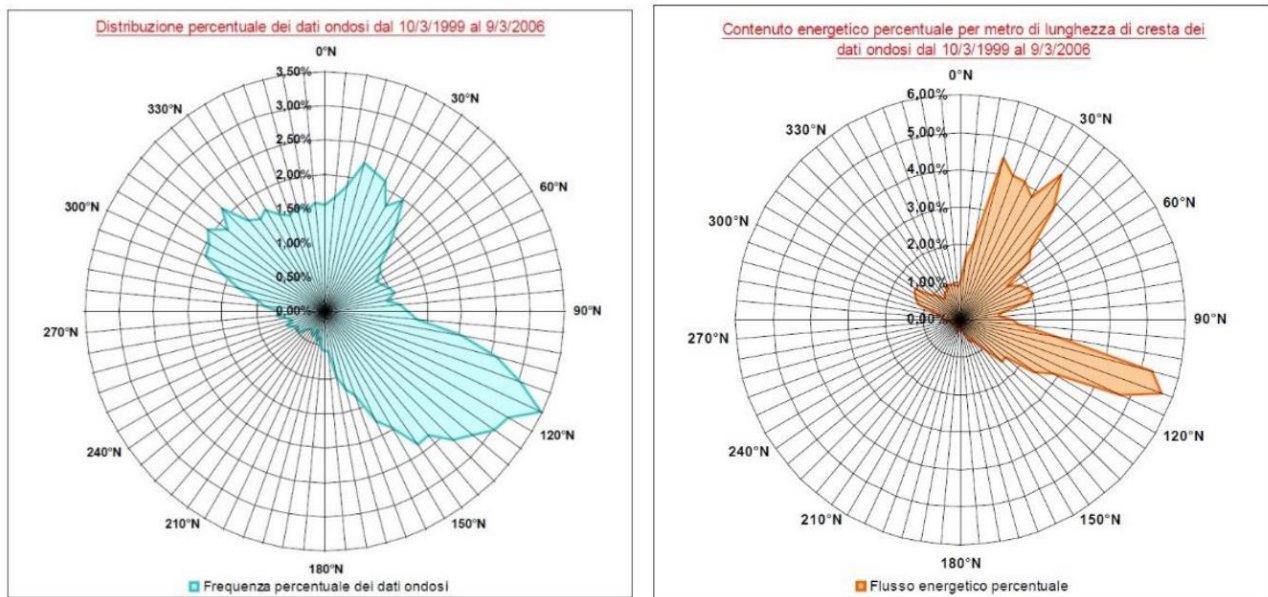 Distribuzione percentuale dei dati ondosi dal 10/3/1999 al 9/3/2006
0°N
3,50%
3,00%
2,50%
2,00%
1,50%
1,00%
0,50%
0,00%
30°N
60°N
90°N
120°N
150°N
180°N
210°N
240°N
270°N
300°N
330°N
Frequenza percentuale dei dati ondosi
Contenuto energetico percentuale per metro di lunghezza di cresta dei
dati ondosi dal 10/3/1999 al 9/3/2006
0°N
6,00%
5,00%
4,00%
3,00%
2,00%
1,00%
0,00%
30°N
60°N
90°N
120°N
150°N
180°N
210°N
240°N
270°N
300°N
330°N
Flusso energetico percentuale